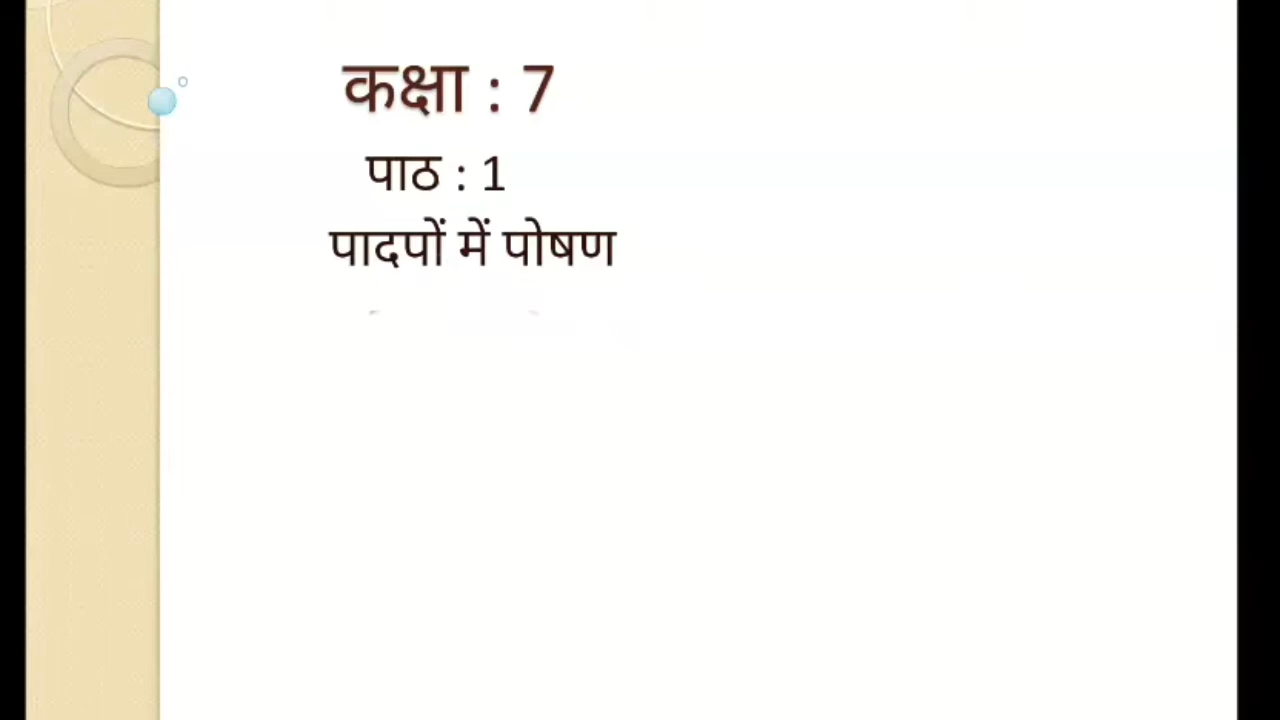 कक्षा : 7
पाठ : 1
पादपों में पोषण